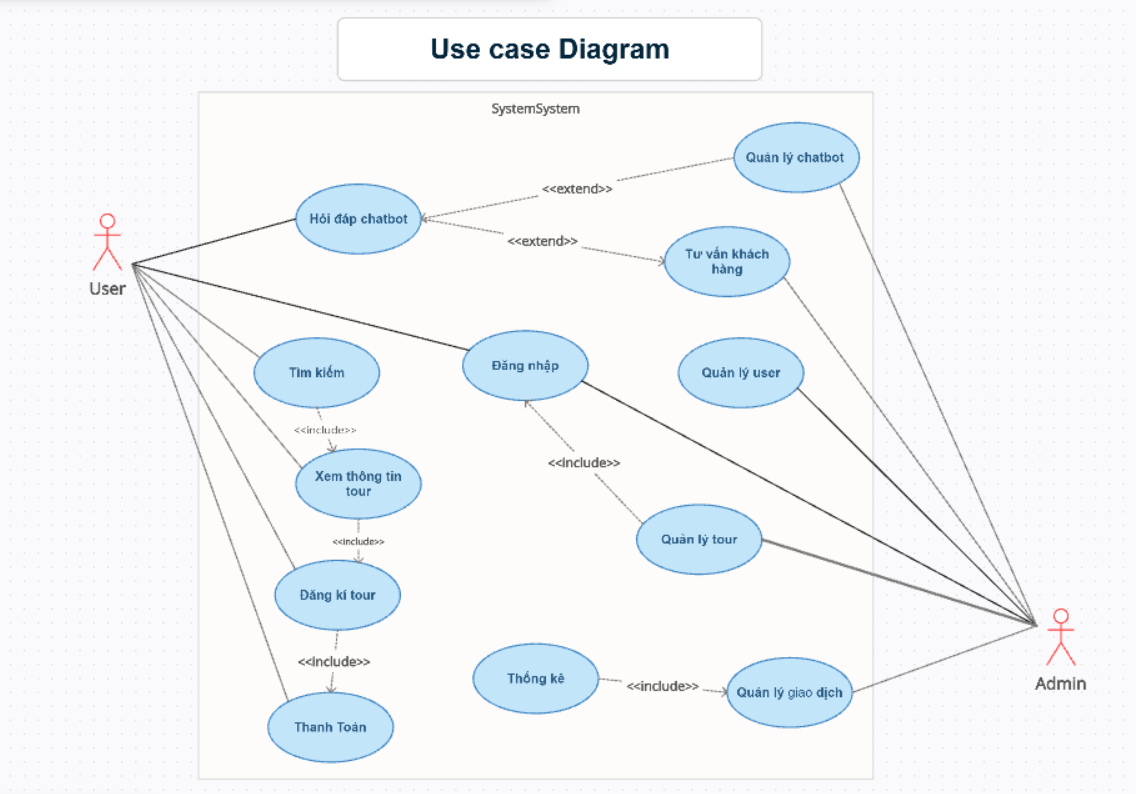 Use case Diagram
SystemSystem
Quản lý chatbot
<<extend>>
Hỏi đáp chatbot
<<extend>>
Tư vấn khách
hàng
User
Tìm kiếm
Đăng nhập
Quản lý user
<<include>>
<<include>>
Xem thông tin
tour
<<include>>
Quản lý tour
Đăng kí tour
<<include>>
Thống kê
<<include>>
Quản lý giao dịch
Admin
Thanh Toán